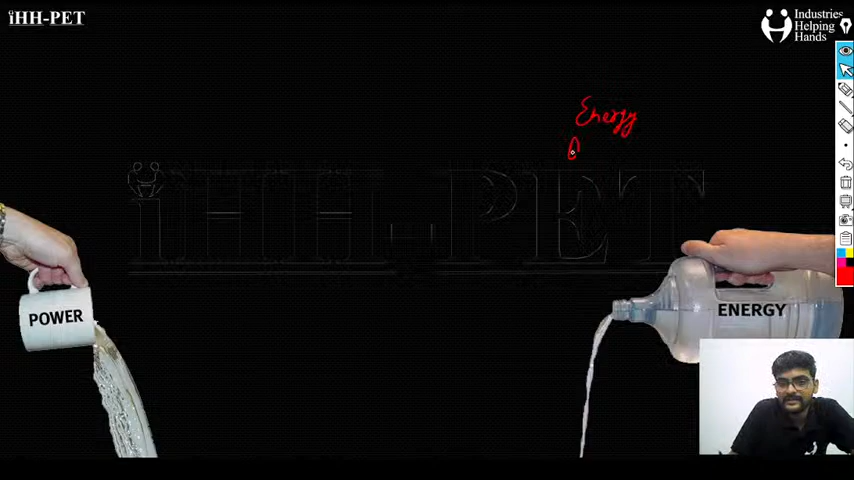 iHH-PET
Industries
Helping
Hands
Energy
iHH-PET
POWER
ENERGY